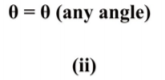 θ = θ (any angle)
(ii)